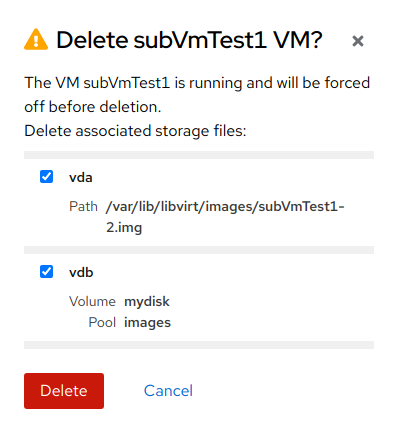 Delete subVmTest1 VM?
The VM subVmTest1 is running and will be forced
off before deletion.
Delete associated storage files:
vda
Path /var/lib/libvirt/images/subVmTest1-
2.img
vdb
Volume mydisk
Pool images
Delete Cancel